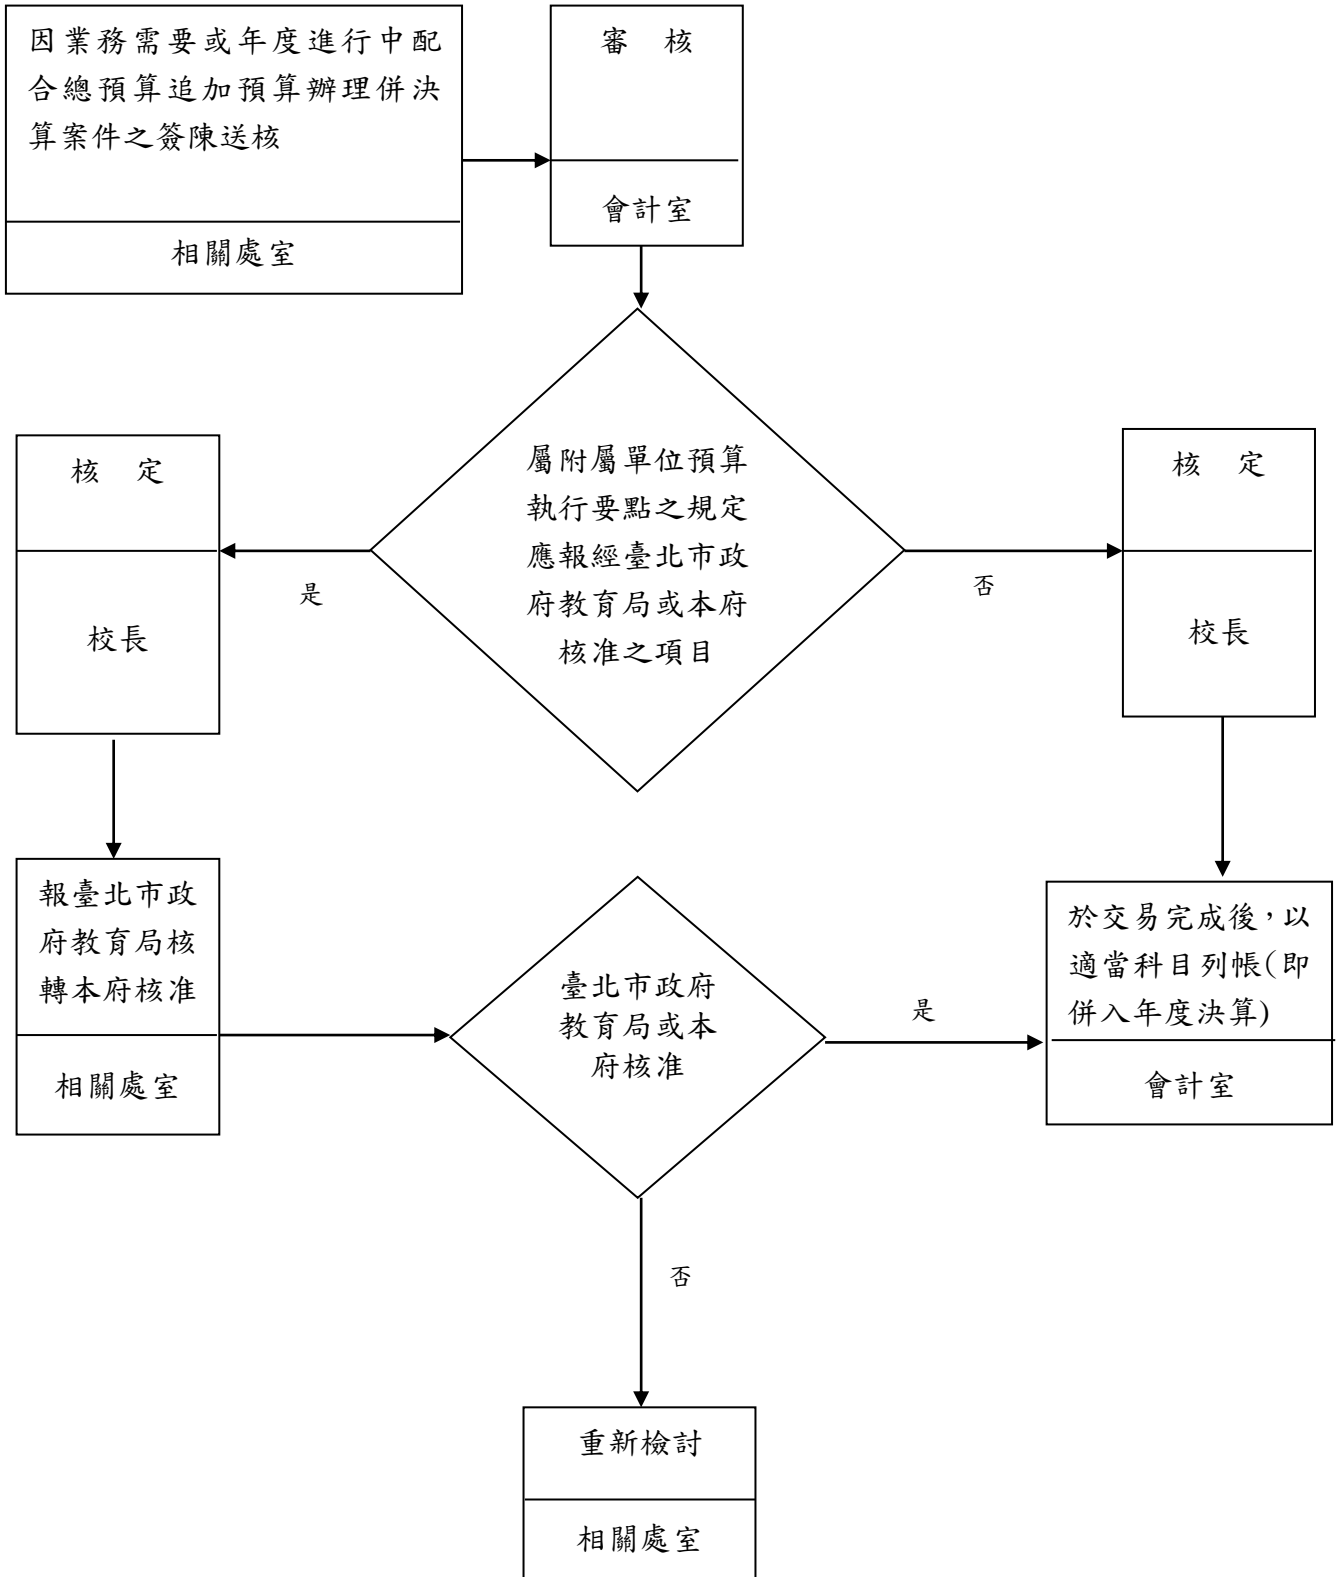 因業務需要或年度進行中配
合總預算追加預算辦理併決
算案件之簽陳送核
相關處室
審　核
會計室
屬附屬單位預算
執行要點之規定
應報經臺北市政
府教育局或本府
核准之項目
是
否
核　定
校長
核　定
校長
報臺北市政
府教育局核
轉本府核准
相關處室
臺北市政府
教育局或本
府核准
是
於交易完成後，以
適當科目列帳(即
併入年度決算)
會計室
否
重新檢討
相關處室